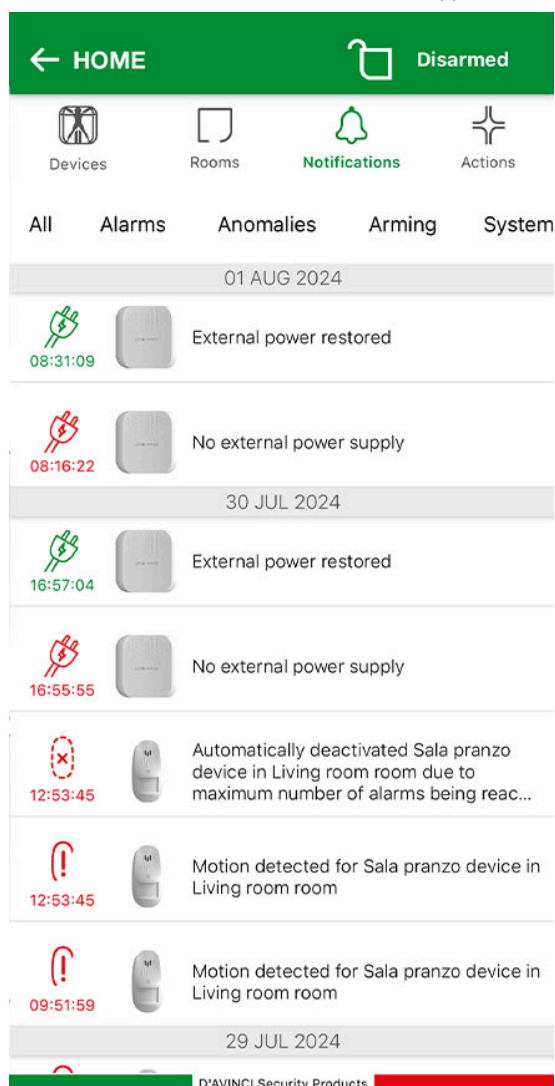 HOME
Disarmed
Devices
Rooms
Notifications
Actions
All
Alarms
Anomalies
Arming
System
01 AUG 2024
External power restored
08:31:09
No external power supply
08:16:22
30 JUL 2024
External power restored
16:57:04
No external power supply
16:55:55
Automatically deactivated Sala pranzo
device in Living room room due to
maximum number of alarms being reac...
12:53:45
Motion detected for Sala pranzo device in
Living room room
12:53:45
Motion detected for Sala pranzo device in
Living room room
09:51:59
29 JUL 2024
D'AVINCI Security Products